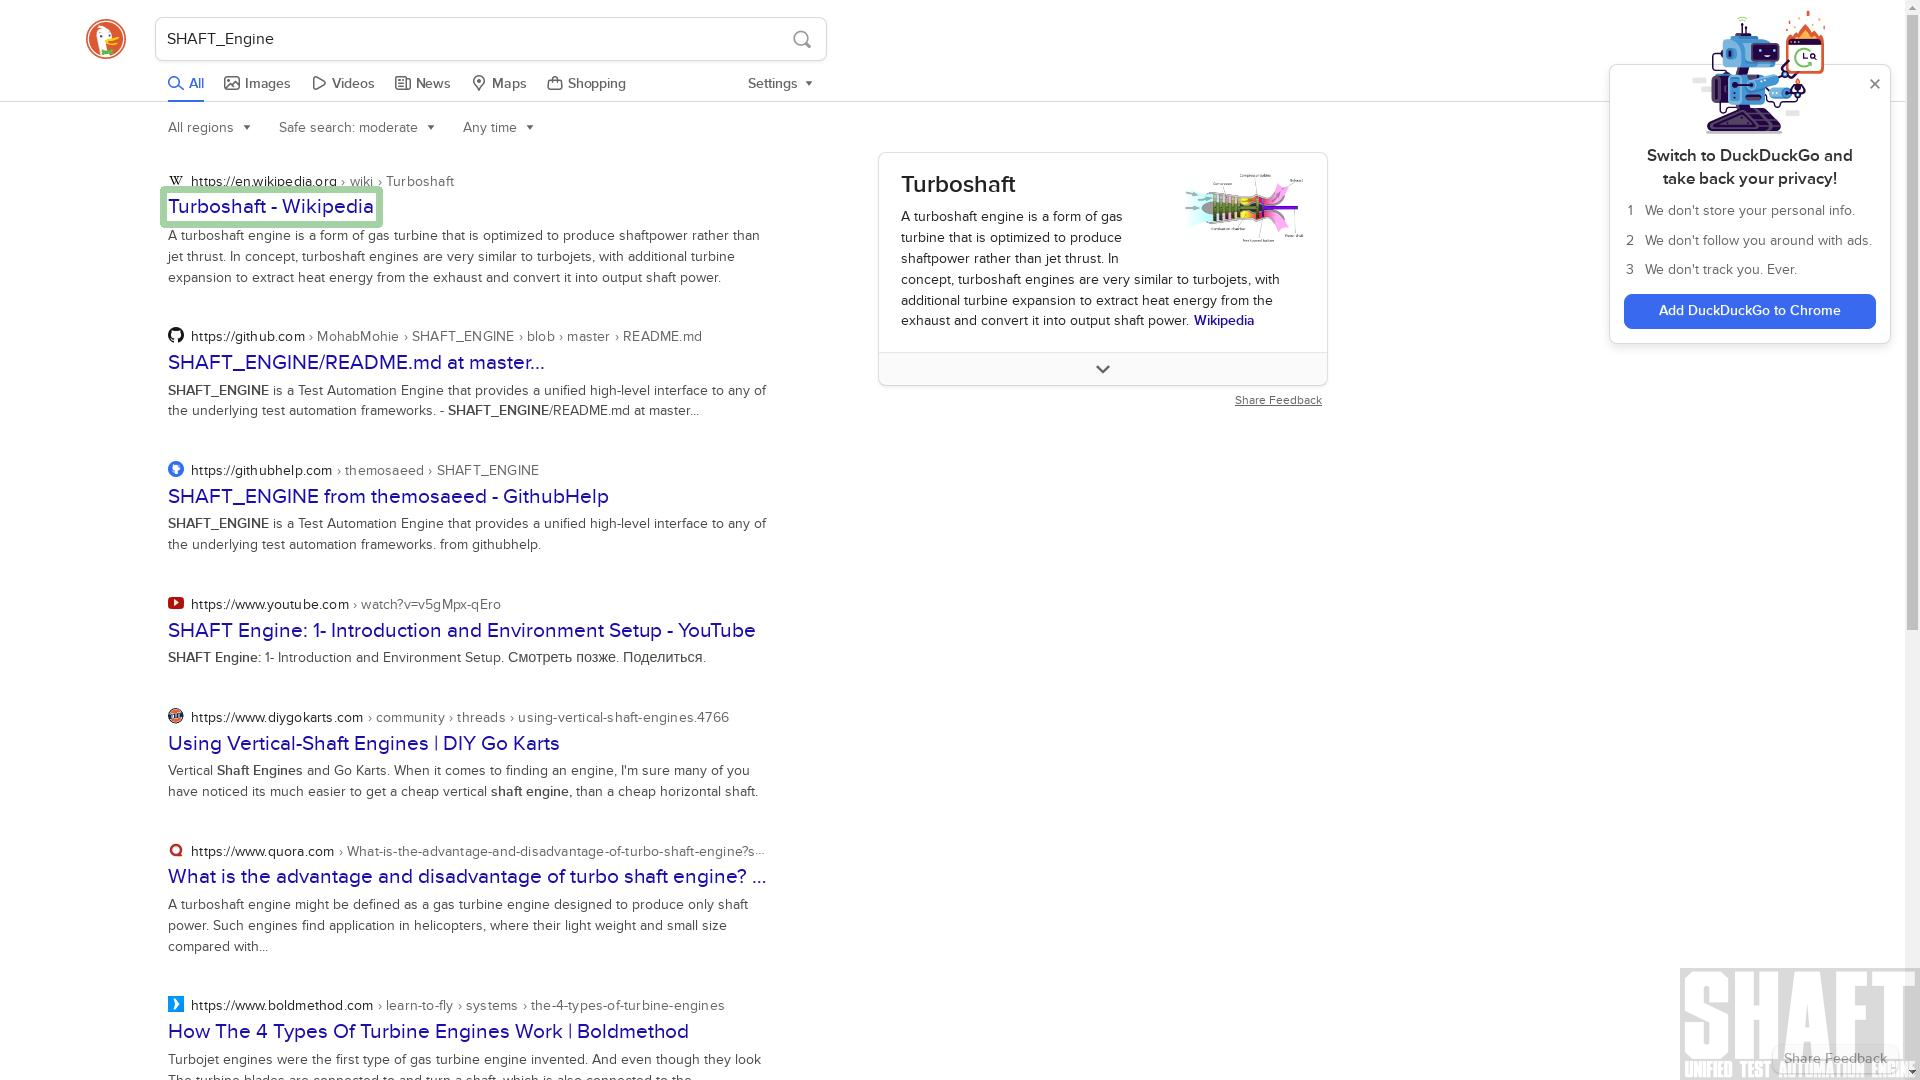 SHAFT_Engine
All Images Videos News Maps Shopping Settings
All regions Safe search: moderate Any time
https://en.wikipedia.org › wiki › Turboshaft
Turboshaft - Wikipedia
A turboshaft engine is a form of gas turbine that is optimized to produce shaftpower rather than
jet thrust. In concept, turboshaft engines are very similar to turbojets, with additional turbine
expansion to extract heat energy from the exhaust and convert it into output shaft power.
https://github.com › MohabMohie › SHAFT_ENGINE › blob › master › README.md
SHAFT_ENGINE/README.md at master...
SHAFT_ENGINE is a Test Automation Engine that provides a unified high-level interface to any of
the underlying test automation frameworks. - SHAFT_ENGINE/README.md at master...
https://githubhelp.com › themosaeed › SHAFT_ENGINE
SHAFT_ENGINE from themosaeed - GithubHelp
SHAFT_ENGINE is a Test Automation Engine that provides a unified high-level interface to any of
the underlying test automation frameworks. from githubhelp.
https://www.youtube.com › watch?v=v5gMpx-qEro
SHAFT Engine: 1- Introduction and Environment Setup - YouTube
SHAFT Engine: 1- Introduction and Environment Setup. Смотреть позже. Поделиться.
https://www.diygokarts.com › community › threads › using-vertical-shaft-engines.4766
Using Vertical-Shaft Engines | DIY Go Karts
Vertical Shaft Engines and Go Karts. When it comes to finding an engine, I'm sure many of you
have noticed its much easier to get a cheap vertical shaft engine, than a cheap horizontal shaft.
https://www.quora.com › What-is-the-advantage-and-disadvantage-of-turbo-shaft-engine?s...
What is the advantage and disadvantage of turbo shaft engine? ...
A turboshaft engine might be defined as a gas turbine engine designed to produce only shaft
power. Such engines find application in helicopters, where their light weight and small size
compared with...
https://www.boldmethod.com › learn-to-fly › systems › the-4-types-of-turbine-engines
How The 4 Types Of Turbine Engines Work | Boldmethod
Turbojet engines were the first type of gas turbine engine invented. And even though they look
The turbine blades are connected to and turn a shaft, which is also connected to the
Turboshaft
A turboshaft engine is a form of gas
turbine that is optimized to produce
shaftpower rather than jet thrust. In
concept, turboshaft engines are very similar to turbojets, with
additional turbine expansion to extract heat energy from the
exhaust and convert it into output shaft power. Wikipedia
Share Feedback
Switch to DuckDuckGo and
take back your privacy!
1 We don't store your personal info.
2 We don't follow you around with ads.
3 We don't track you. Ever.
Add DuckDuckGo to Chrome
SHAFT
Share Feedback
UNIFIED TEST AUTOMATION ENGINE